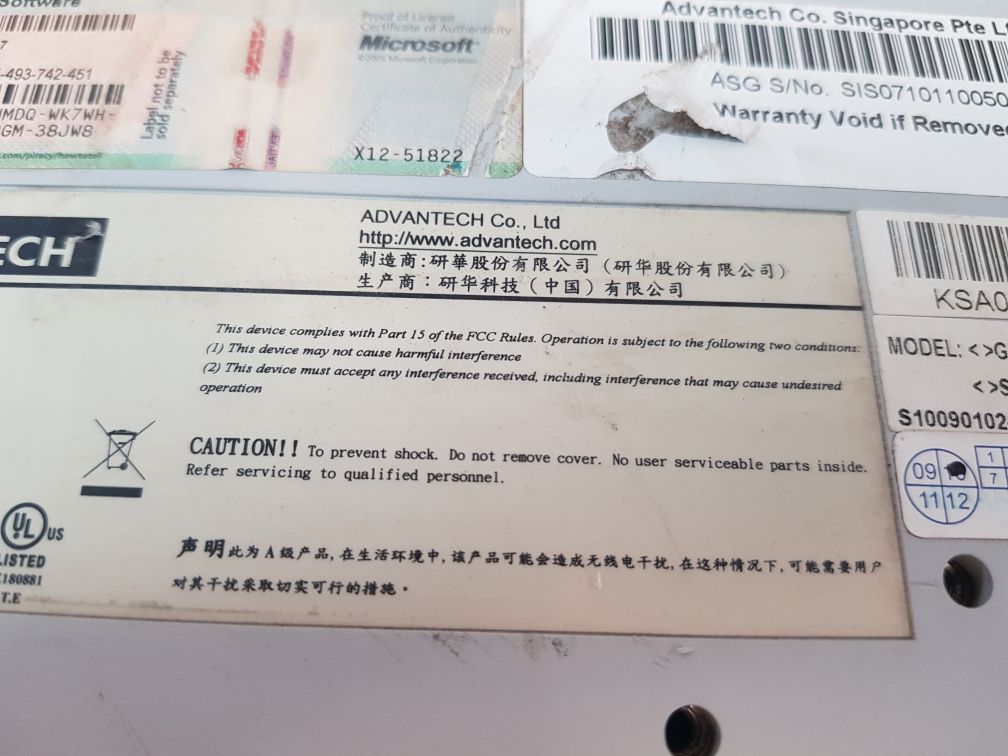 Software
7
-493-742-451
MDQ-WK7WH-
GM-38JW8
.com/piracy/howtotell
Label not to be
sold separately
Proof of License
Certificate of Authenticity
Microsoft
©2005 Microsoft Corporation
X12-51822
Advantech Co. Singapore Pte L
ASG S/No. SIS0710110050
Warranty Void if Remove
ECH
ADVANTECH Co., Ltd
http://www.advantech.com
制造商:研華股份有限公司 (研华股份有限公司)
生产商:研华科技(中国)有限公司
This device complies with Part 15 of the FCC Rules. Operation is subject to the following two conditions:
(1) This device may not cause harmful interference
(2) This device must accept any interference received, including interference that may cause undesired
operation
CAUTION!! To prevent shock. Do not remove cover. No user serviceable parts inside.
Refer servicing to qualified personnel.
UL US
LISTED
E180881
I.T.E
声明此为A级产品,在生活环境中,该产品可能会造成无线电干扰,在这种情况下,可能需要用户
对其干扰采取切实可行的措施。
KSA0
MODEL: <>G
<>S
S10090102
09
11 12
1
7